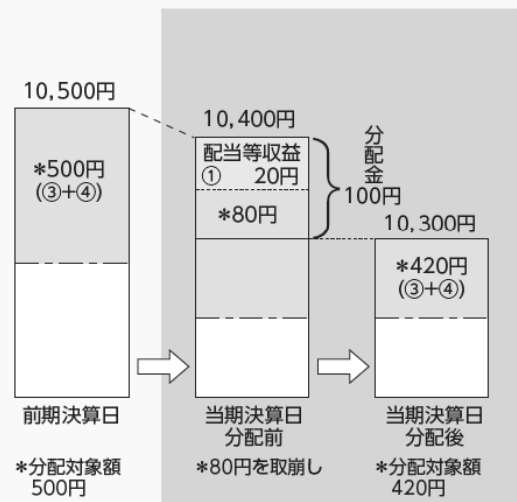 10,500円
*500円
(③+④)
前期決算日
*分配対象額
500円
10,400円
配当等収益
① 20円
*80円
分配金
100円
当期決算日
分配前
*80円を取崩し
10,300円
*420円
(③+④)
当期決算日
分配後
*分配対象額
420円